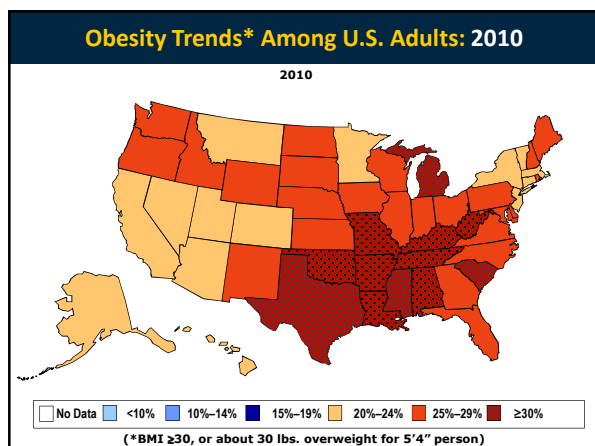 Obesity Trends* Among U.S. Adults: 2010
2010
No Data <10% 10%–14% 15%–19% 20%–24% 25%–29% ≥30%
(*BMI ≥30, or about 30 lbs. overweight for 5’4” person)